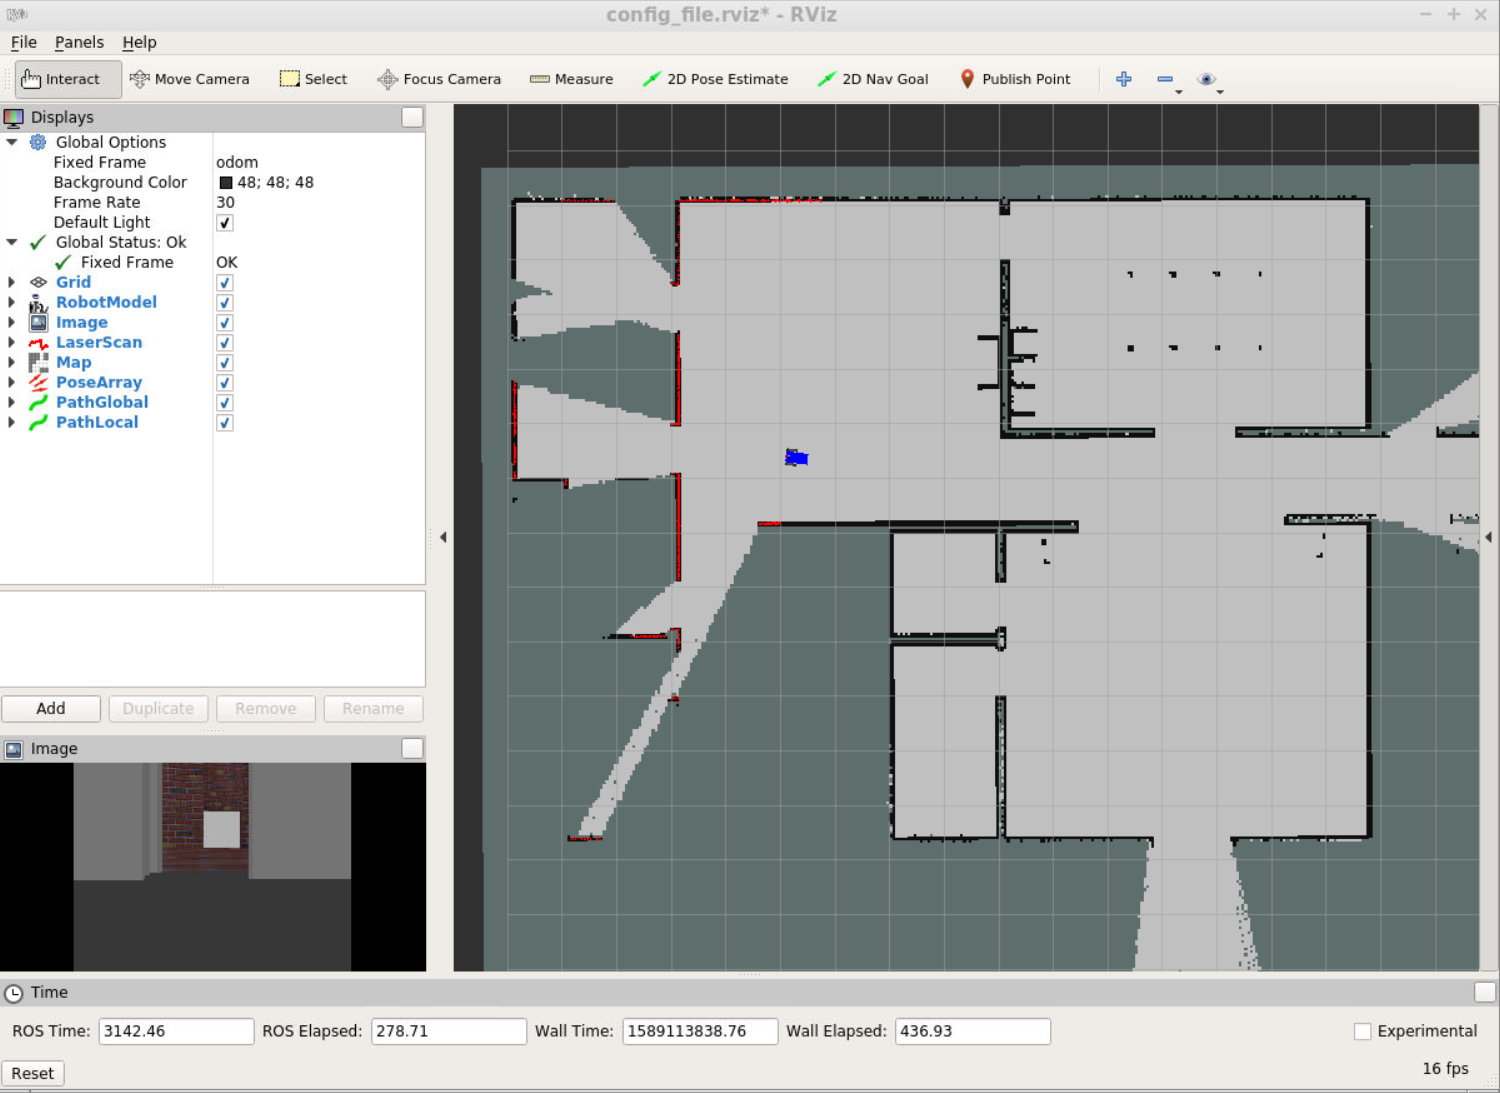 config_file.rviz* - RViz
File Panels Help
Interact Move Camera Select Focus Camera Measure 2D Pose Estimate 2D Nav Goal Publish Point
Displays
Global Options
Fixed Frame odom
Background Color 48; 48; 48
Frame Rate 30
Default Light
Global Status: Ok
Fixed Frame OK
Grid
RobotModel
Image
LaserScan
Map
PoseArray
PathGlobal
PathLocal
Add Duplicate Remove Rename
Image
Time
ROS Time: 3142.46 ROS Elapsed: 278.71 Wall Time: 1589113838.76 Wall Elapsed: 436.93 Experimental
Reset 16 fps